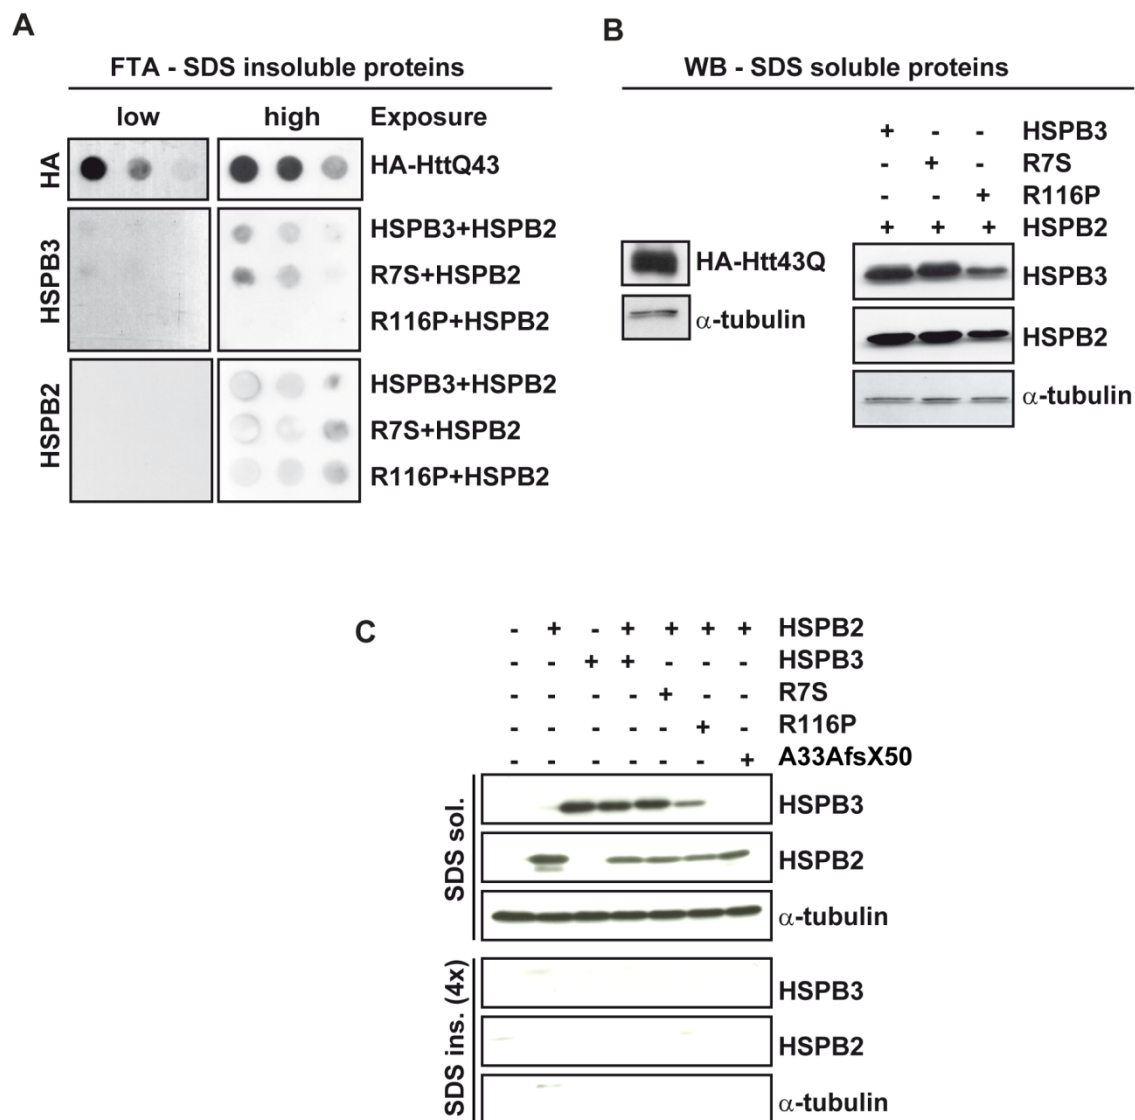 A
FTA - SDS insoluble proteins
low high Exposure
HA
HA-HttQ43
HSPB3
HSPB3+HSPB2
R7S+HSPB2
R116P+HSPB2
HSPB2
HSPB3+HSPB2
R7S+HSPB2
R116P+HSPB2
B
WB - SDS soluble proteins
+ - - HSPB3
- + - R7S
- - + R116P
+ + + HSPB2
HA-Htt43Q
α-tubulin
HSPB3
HSPB2
α-tubulin
C
- + - + + + + HSPB2
- - + + - - - HSPB3
- - - - + - - R7S
- - - - - + - R116P
- - - - - - + A33AfsX50
SDS sol.
HSPB3
HSPB2
α-tubulin
SDS ins. (4x)
HSPB3
HSPB2
α-tubulin